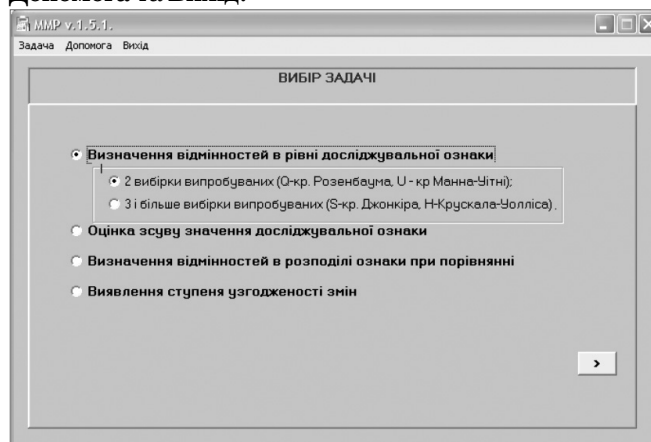 Допомога та Вихід.
MMP v.1.5.1.
Задача Допомога Вихід
ВИБІР ЗАДАЧІ
Визначення відмінностей в рівні досліджувальної ознаки
2 вибірки випробуваних (Q-кр. Розенбаума, U - кр Манна-Уітні);
3 і більше вибірки випробуваних (S-кр. Джонкіра, H-Крускала-Уолліса).
Оцінка зсуву значення досліджувальної ознаки
Визначення відмінностей в розподілі ознаки при порівнянні
Виявлення ступеня узгодженості змін
>